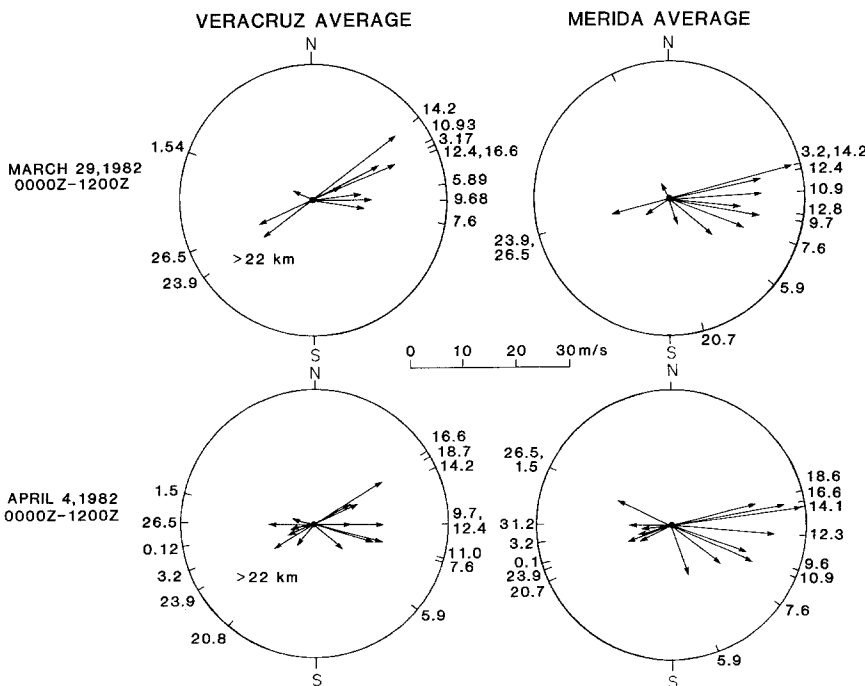 VERACRUZ AVERAGE
MERIDA AVERAGE
MARCH 29,1982
0000Z-1200Z
N
14.2
10.93
3.17
12.4,16.6
5.89
9.68
7.6
1.54
26.5
23.9
>22 km
S
N
3.2,14.2
12.4
10.9
12.8
9.7
7.6
5.9
20.7
23.9,
26.5
S
0 10 20 30m/s
APRIL 4,1982
0000Z-1200Z
N
16.6
18.7
14.2
9.7,
12.4
11.0
7.6
5.9
1.5
26.5
0.12
3.2
23.9
20.8
>22 km
S
N
26.5,
1.5
31.2
3.2
0.1
23.9
20.7
18.6
16.6
14.1
12.3
9.6
10.9
7.6
5.9
S